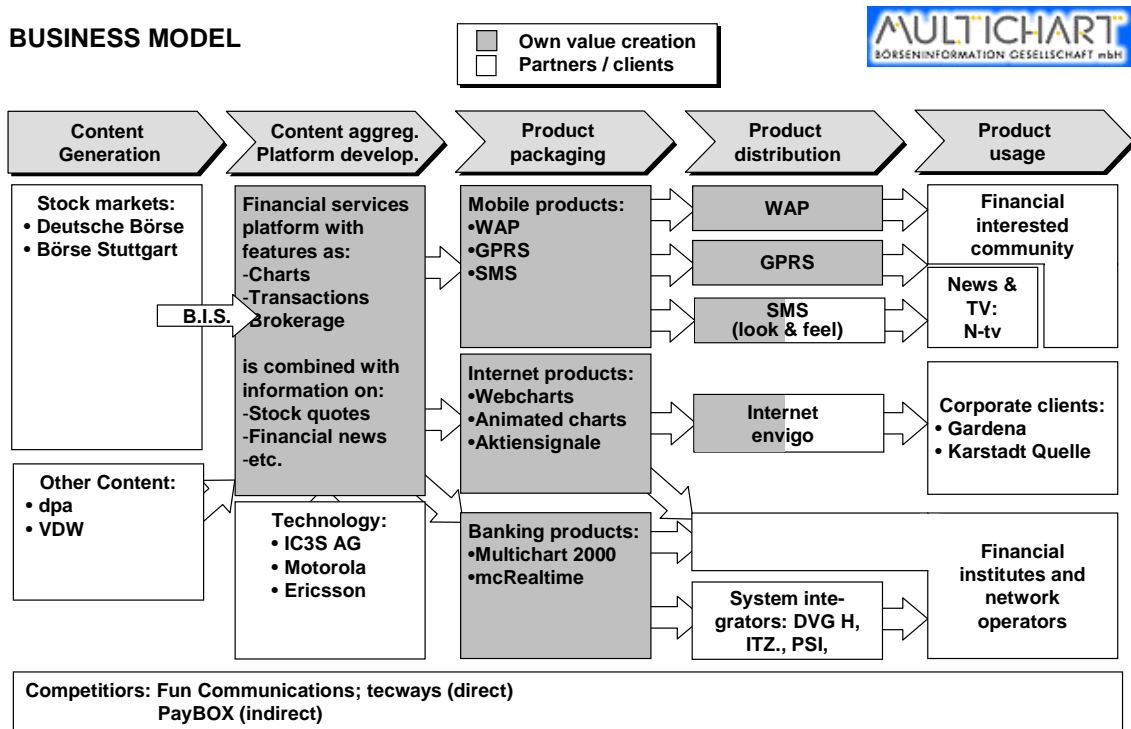 BUSINESS MODEL
Own value creation
Partners / clients
MULTICHART
BÖRSENINFORMATION GESELLSCHAFT mbH
Content
Generation
Content aggreg.
Platform develop.
Product
packaging
Product
distribution
Product
usage
Stock markets:
• Deutsche Börse
• Börse Stuttgart
B.I.S.
Other Content:
• dpa
• VDW
Financial services
platform with
features as:
-Charts
-Transactions
-Brokerage
is combined with
information on:
-Stock quotes
-Financial news
-etc.
Technology:
• IC3S AG
• Motorola
• Ericsson
Mobile products:
•WAP
•GPRS
•SMS
Internet products:
•Webcharts
•Animated charts
•Aktiensignale
Banking products:
•Multichart 2000
•mcRealtime
WAP
GPRS
SMS
(look & feel)
Internet
envigo
System inte-
grators: DVG H,
ITZ., PSI,
Financial
interested
community
News &
TV:
N-tv
Corporate clients:
• Gardena
• Karstadt Quelle
Financial
institutes and
network
operators
Competitiors: Fun Communications; tecways (direct)
PayBOX (indirect)